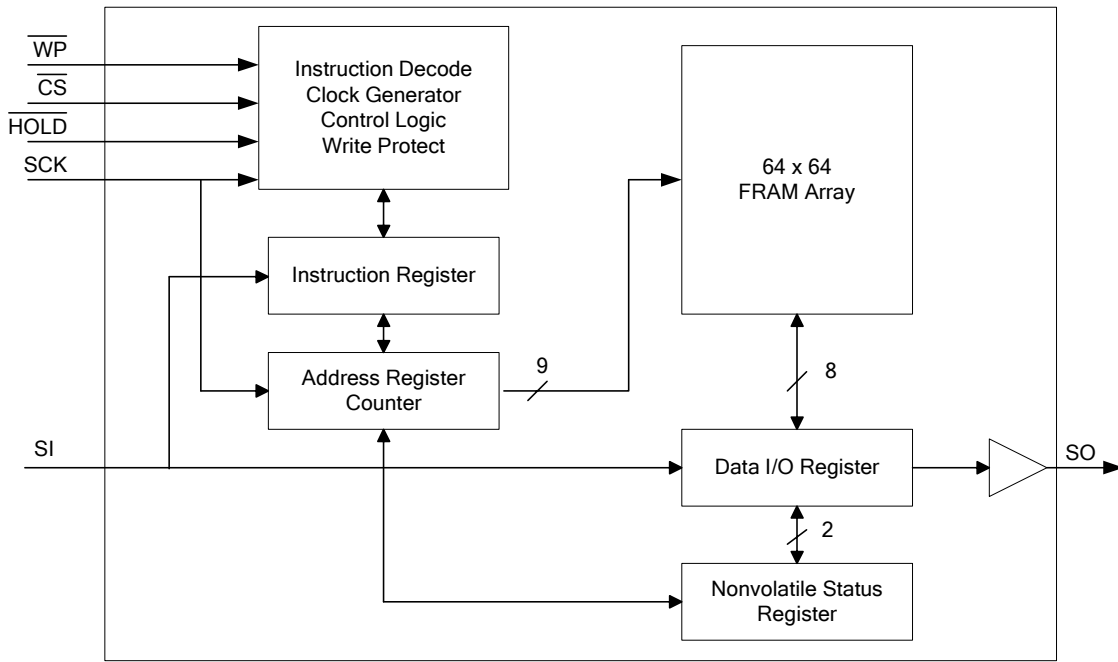 WP
CS
HOLD
SCK
Instruction Decode
Clock Generator
Control Logic
Write Protect
64 x 64
FRAM Array
Instruction Register
Address Register
Counter
9
8
SI
Data I/O Register
SO
2
Nonvolatile Status
Register